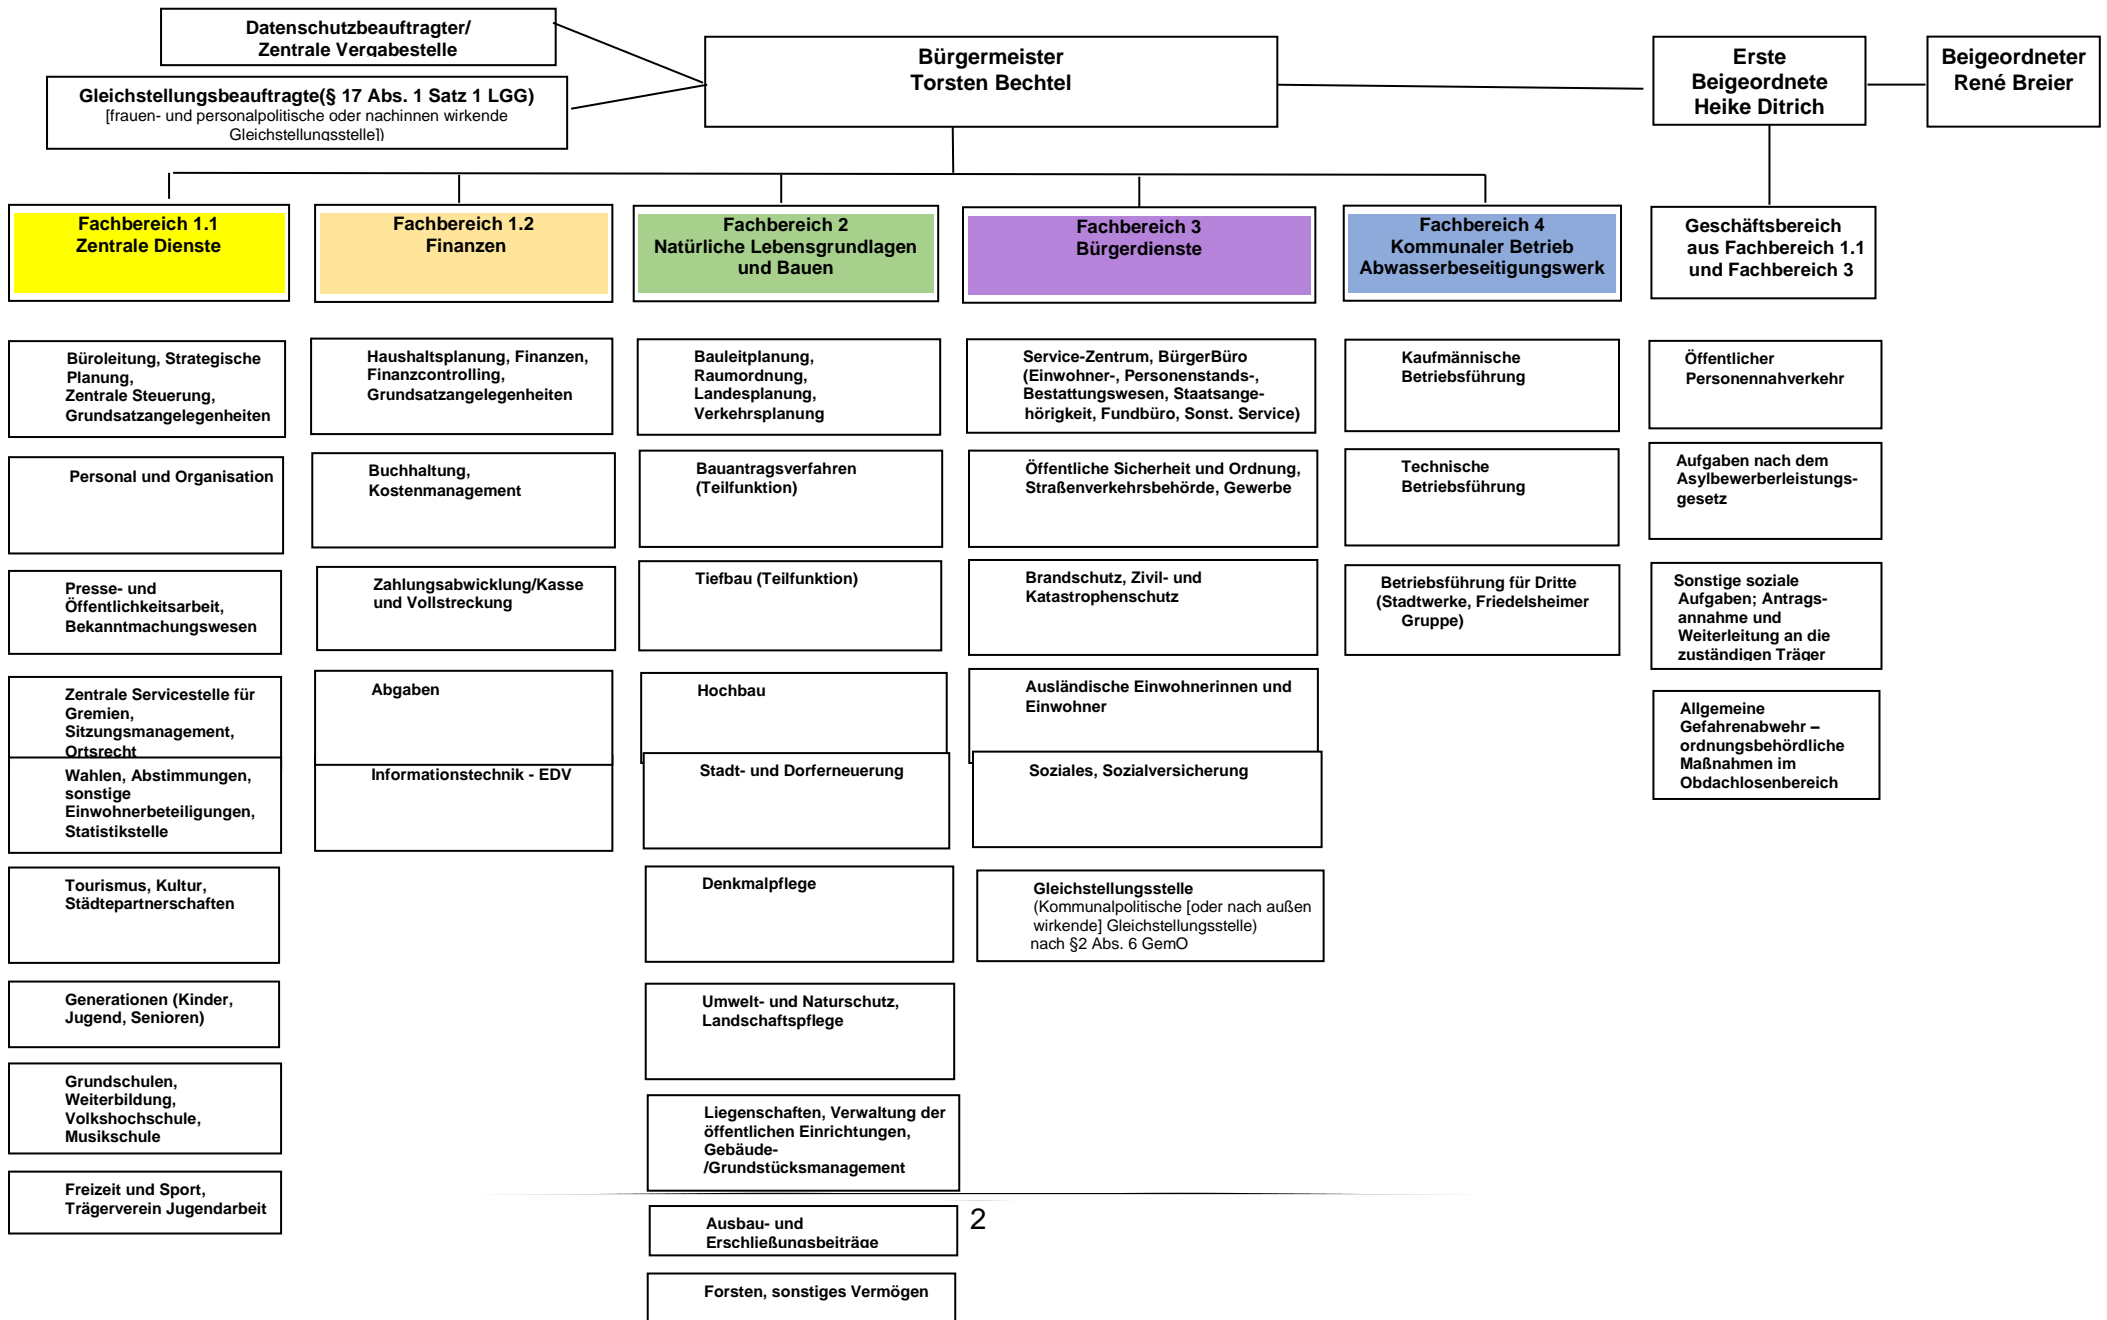 Datenschutzbeauftragter/
Zentrale Vergabestelle
Gleichstellungsbeauftragte(§ 17 Abs. 1 Satz 1 LGG)
[frauen- und personalpolitische oder nachinnen wirkende
Gleichstellungsstelle])
Bürgermeister
Torsten Bechtel
Erste
Beigeordnete
Heike Ditrich
Beigeordneter
René Breier
Fachbereich 1.1
Zentrale Dienste
Fachbereich 1.2
Finanzen
Fachbereich 2
Natürliche Lebensgrundlagen
und Bauen
Fachbereich 3
Bürgerdienste
Fachbereich 4
Kommunaler Betrieb
Abwasserbeseitigungswerk
Geschäftsbereich
aus Fachbereich 1.1
und Fachbereich 3
Büroleitung, Strategische
Planung,
Zentrale Steuerung,
Grundsatzangelegenheiten
Personal und Organisation
Presse- und
Öffentlichkeitsarbeit,
Bekanntmachungswesen
Zentrale Servicestelle für
Gremien,
Sitzungsmanagement,
Ortsrecht
Wahlen, Abstimmungen,
sonstige
Einwohnerbeteiligungen,
Statistikstelle
Tourismus, Kultur,
Städtepartnerschaften
Generationen (Kinder,
Jugend, Senioren)
Grundschulen,
Weiterbildung,
Volkshochschule,
Musikschule
Freizeit und Sport,
Trägerverein Jugendarbeit
Haushaltsplanung, Finanzen,
Finanzcontrolling,
Grundsatzangelegenheiten
Buchhaltung,
Kostenmanagement
Zahlungsabwicklung/Kasse
und Vollstreckung
Abgaben
Informationstechnik - EDV
Bauleitplanung,
Raumordnung,
Landesplanung,
Verkehrsplanung
Bauantragsverfahren
(Teilfunktion)
Tiefbau (Teilfunktion)
Hochbau
Stadt- und Dorferneuerung
Denkmalpflege
Umwelt- und Naturschutz,
Landschaftspflege
Liegenschaften, Verwaltung der
öffentlichen Einrichtungen,
Gebäude-
/Grundstücksmanagement
Ausbau- und
Erschließungsbeiträge
Forsten, sonstiges Vermögen
Service-Zentrum, BürgerBüro
(Einwohner-, Personenstands-,
Bestattungswesen, Staatsange-
hörigkeit, Fundbüro, Sonst. Service)
Öffentliche Sicherheit und Ordnung,
Straßenverkehrsbehörde, Gewerbe
Brandschutz, Zivil- und
Katastrophenschutz
Ausländische Einwohnerinnen und
Einwohner
Soziales, Sozialversicherung
Gleichstellungsstelle
(Kommunalpolitische [oder nach außen
wirkende] Gleichstellungsstelle)
nach §2 Abs. 6 GemO
Kaufmännische
Betriebsführung
Technische
Betriebsführung
Betriebsführung für Dritte
(Stadtwerke, Friedelsheimer
Gruppe)
Öffentlicher
Personennahverkehr
Aufgaben nach dem
Asylbewerberleistungs-
gesetz
Sonstige soziale
Aufgaben; Antrags-
annahme und
Weiterleitung an die
zuständigen Träger
Allgemeine
Gefahrenabwehr –
ordnungsbehördliche
Maßnahmen im
Obdachlosenbereich
2